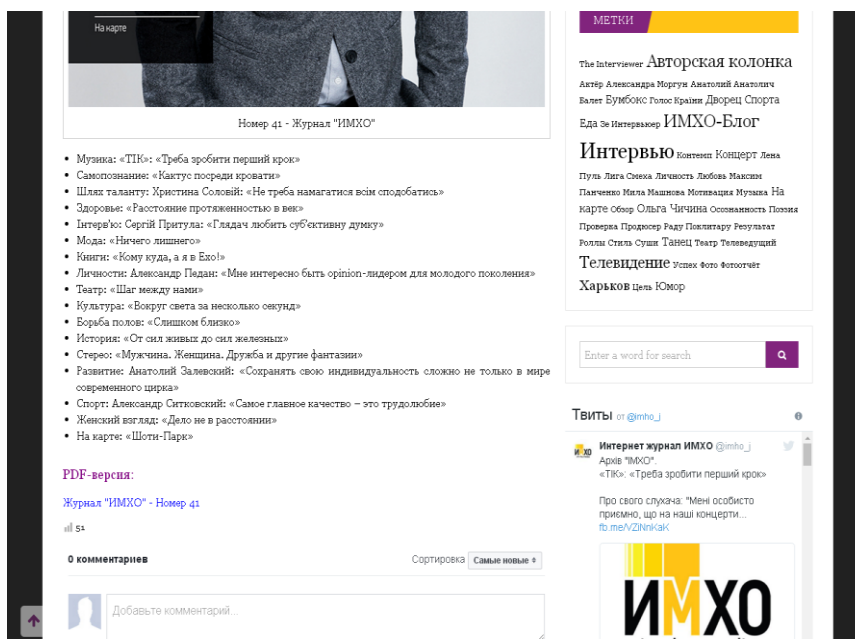 На карте
Номер 41 - Журнал "ИМХО"
Музика: «ТІК»: «Треба зробити перший крок»
Самопознание: «Кактус посреди кровати»
Шлях таланту: Христина Соловій: «Не треба намагатися всім сподобатись»
Здоровье: «Расстояние протяженностью в век»
Інтерв'ю: Сергій Притула: «Глядач любить суб'єктивну думку»
Мода: «Ничего лишнего»
Книги: «Кому куда, а я в Ехо!»
Личности: Александр Педан: «Мне интересно быть opinion-лидером для молодого поколения»
Театр: «Шаг между нами»
Культура: «Вокруг света за несколько секунд»
Борьба полов: «Слишком близко»
История: «От сил живых до сил железных»
Стерео: «Мужчина. Женщина. Дружба и другие фантазии»
Развитие: Анатолий Залевский: «Сохранять свою индивидуальность сложно не только в мире
современного цирка»
Спорт: Александр Ситковский: «Самое главное качество – это трудолюбие»
Женский взгляд: «Дело не в расстоянии»
На карте: «Шоти-Парк»
PDF-версия:
Журнал "ИМХО" - Номер 41
51
0 комментариев
Сортировка Самые новые
Добавьте комментарий...
МЕТКИ
The Interviewer Авторская колонка
Актёр Александра Моргун Анатолий Анатолич
Балет Бумбокс Голос Країни Дворец Спорта
Еда Зе Интервьюер ИМХО-Блог
Интервью Контемп Концерт Лена
Пуль Лига Смеха Личность Любовь Максим
Панченко Мила Машнова Мотивация Музыка На
карте Обзор Ольга Чичина Осознанность Поэзия
Проверка Продюсер Раду Поклитару Результат
Роллы Стиль Суши Танец Театр Телеведущий
Телевидение Успех Фото Фотоотчёт
Харьков Цель Юмор
Enter a word for search
Твиты от @imho_j
Интернет журнал ИМХО @imho_j
Архів "ІМХО".
«ТІК»: «Треба зробити перший крок»
Про свого слухача: "Мені особисто
приємно, що на наші концерти...
fb.me/VZiNnKaK
ИМХО